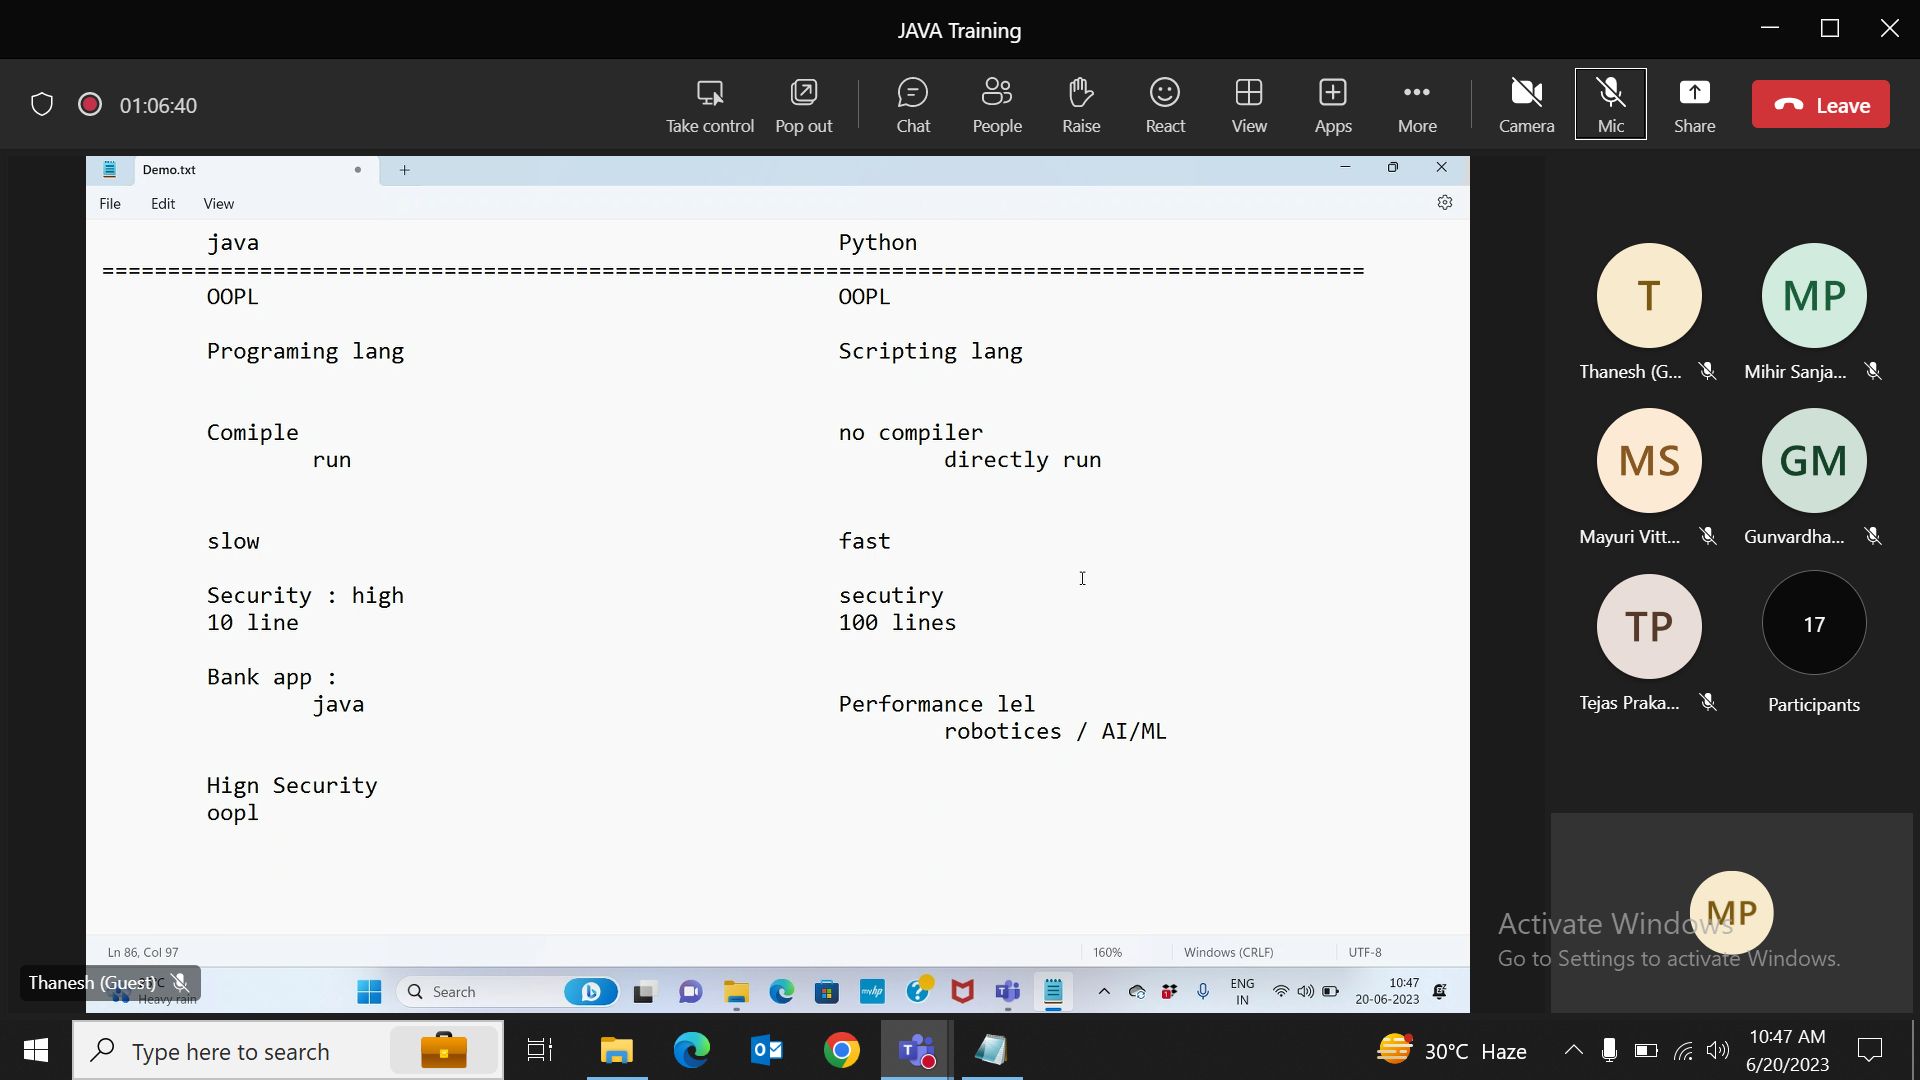 JAVA Training
01:06:40
Take control
Pop out
Chat
People
Raise
React
View
Apps
More
Camera
Mic
Share
Leave
Demo.txt
File Edit View
java Python
================================================================================================
OOPL OOPL
Programing lang Scripting lang
Comiple no compiler
run directly run
slow fast
Security : high secutiry
10 line 100 lines
Bank app :
java Performance lel
robotices / AI/ML
Hign Security
oopl
Ln 86, Col 97 160% Windows (CRLF) UTF-8
T MP
Thanesh (G... Mihir Sanja...
MS GM
Mayuri Vitt... Gunvardha...
TP 17
Tejas Praka... Participants
MP
Activate Windows
Go to Settings to activate Windows.
Thanesh (Guest)
Heavy rain
Search
myhp
ENG
IN
10:47
20-06-2023
Type here to search
30°C Haze
10:47 AM
6/20/2023